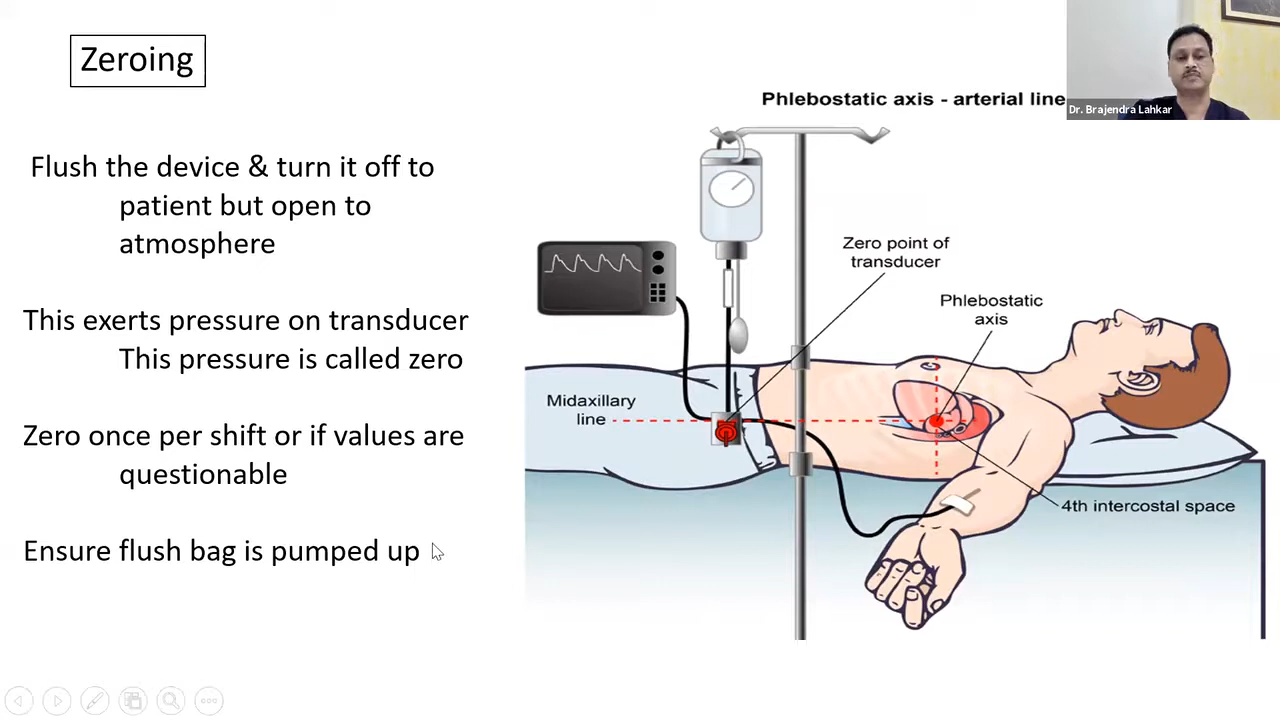 Zeroing
Flush the device & turn it off to
patient but open to
atmosphere
This exerts pressure on transducer
This pressure is called zero
Zero once per shift or if values are
questionable
Ensure flush bag is pumped up
Phlebostatic axis - arterial line
Dr. Brajendra Lahkar
Zero point of
transducer
Phlebostatic
axis
Midaxillary
line
4th intercostal space